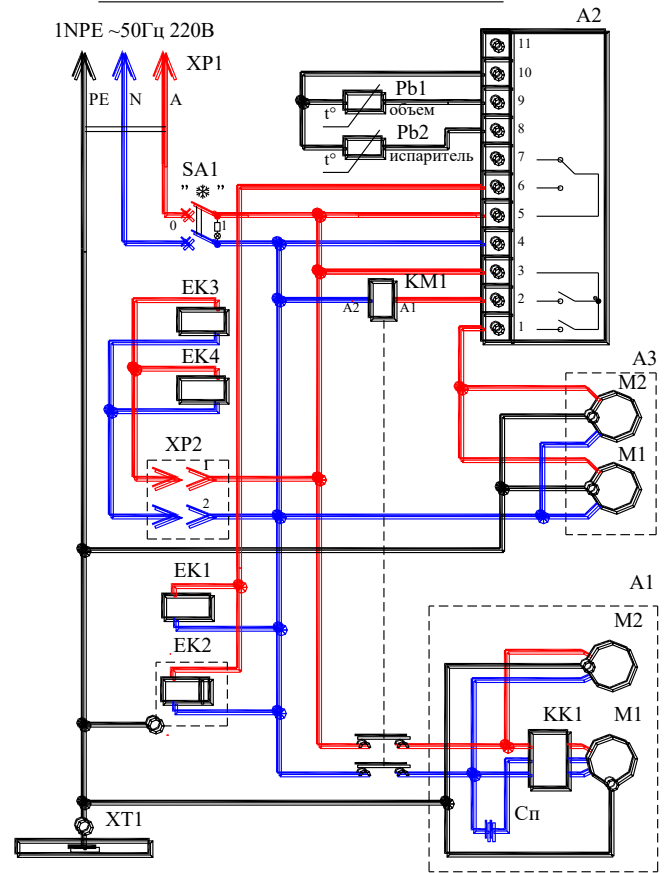 1NPE ~50Гц 220В
A2
XP1
PE
N
A
11
10
9
8
7
6
5
4
3
2
1
Pb1
t°
объем
Pb2
t°
испаритель
SA1
" ❄ "
0
1
KM1
A2
A1
EK3
EK4
A3
M2
M1
XP2
1
2
EK1
EK2
A1
M2
KK1
M1
Cп
XT1